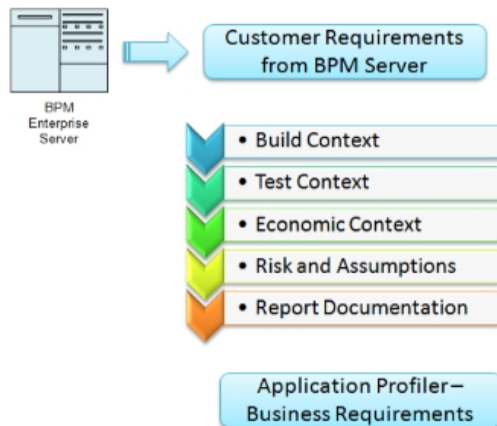 BPM
Enterprise
Server
Customer Requirements
from BPM Server
• Build Context
• Test Context
• Economic Context
• Risk and Assumptions
• Report Documentation
Application Profiler–
Business Requirements